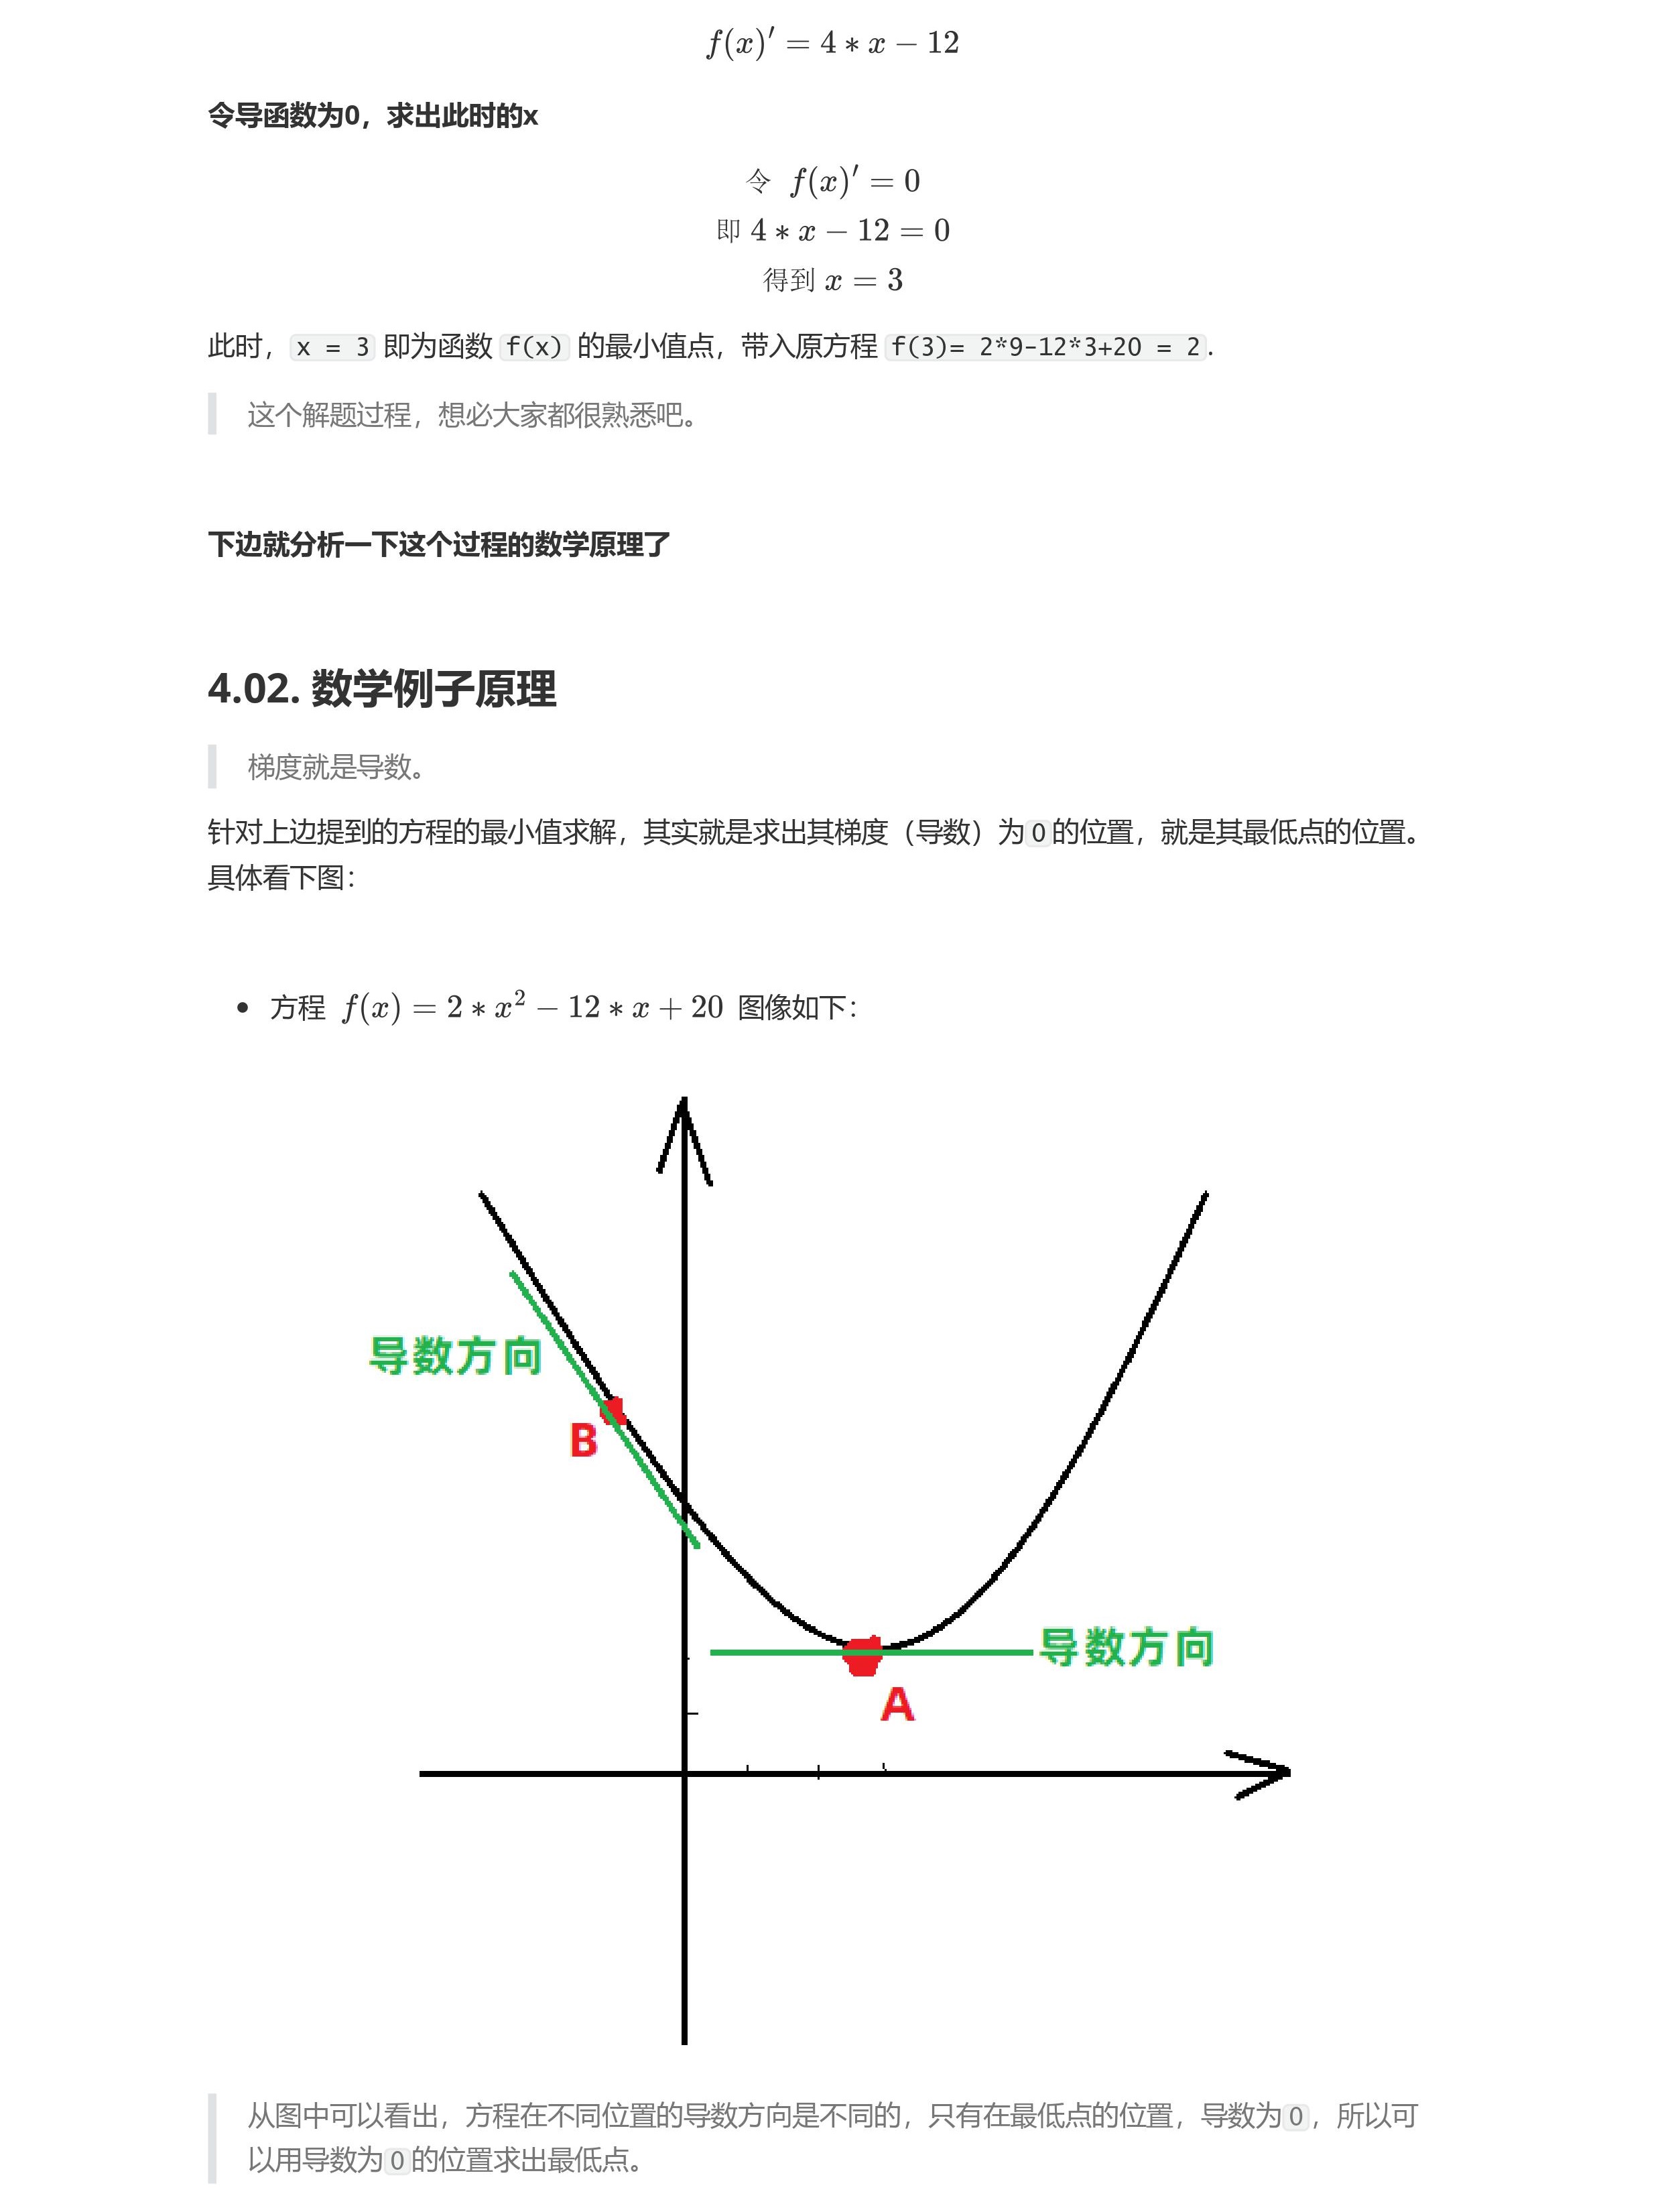 f(x)′ = 4 ∗ x − 12
令导函数为0，求出此时的x
令 f(x)′ = 0
即 4 ∗ x − 12 = 0
得到 x = 3
此时，x = 3 即为函数 f(x) 的最小值点，带入原方程 f(3)= 2*9-12*3+20 = 2.
这个解题过程，想必大家都很熟悉吧。
下边就分析一下这个过程的数学原理了
4.02. 数学例子原理
梯度就是导数。
针对上边提到的方程的最小值求解，其实就是求出其梯度（导数）为0的位置，就是其最低点的位置。
具体看下图：
• 方程 f(x) = 2 ∗ x² − 12 ∗ x + 20 图像如下：
导数方向
B
导数方向
A
从图中可以看出，方程在不同位置的导数方向是不同的，只有在最低点的位置，导数为0，所以可
以用导数为0的位置求出最低点。